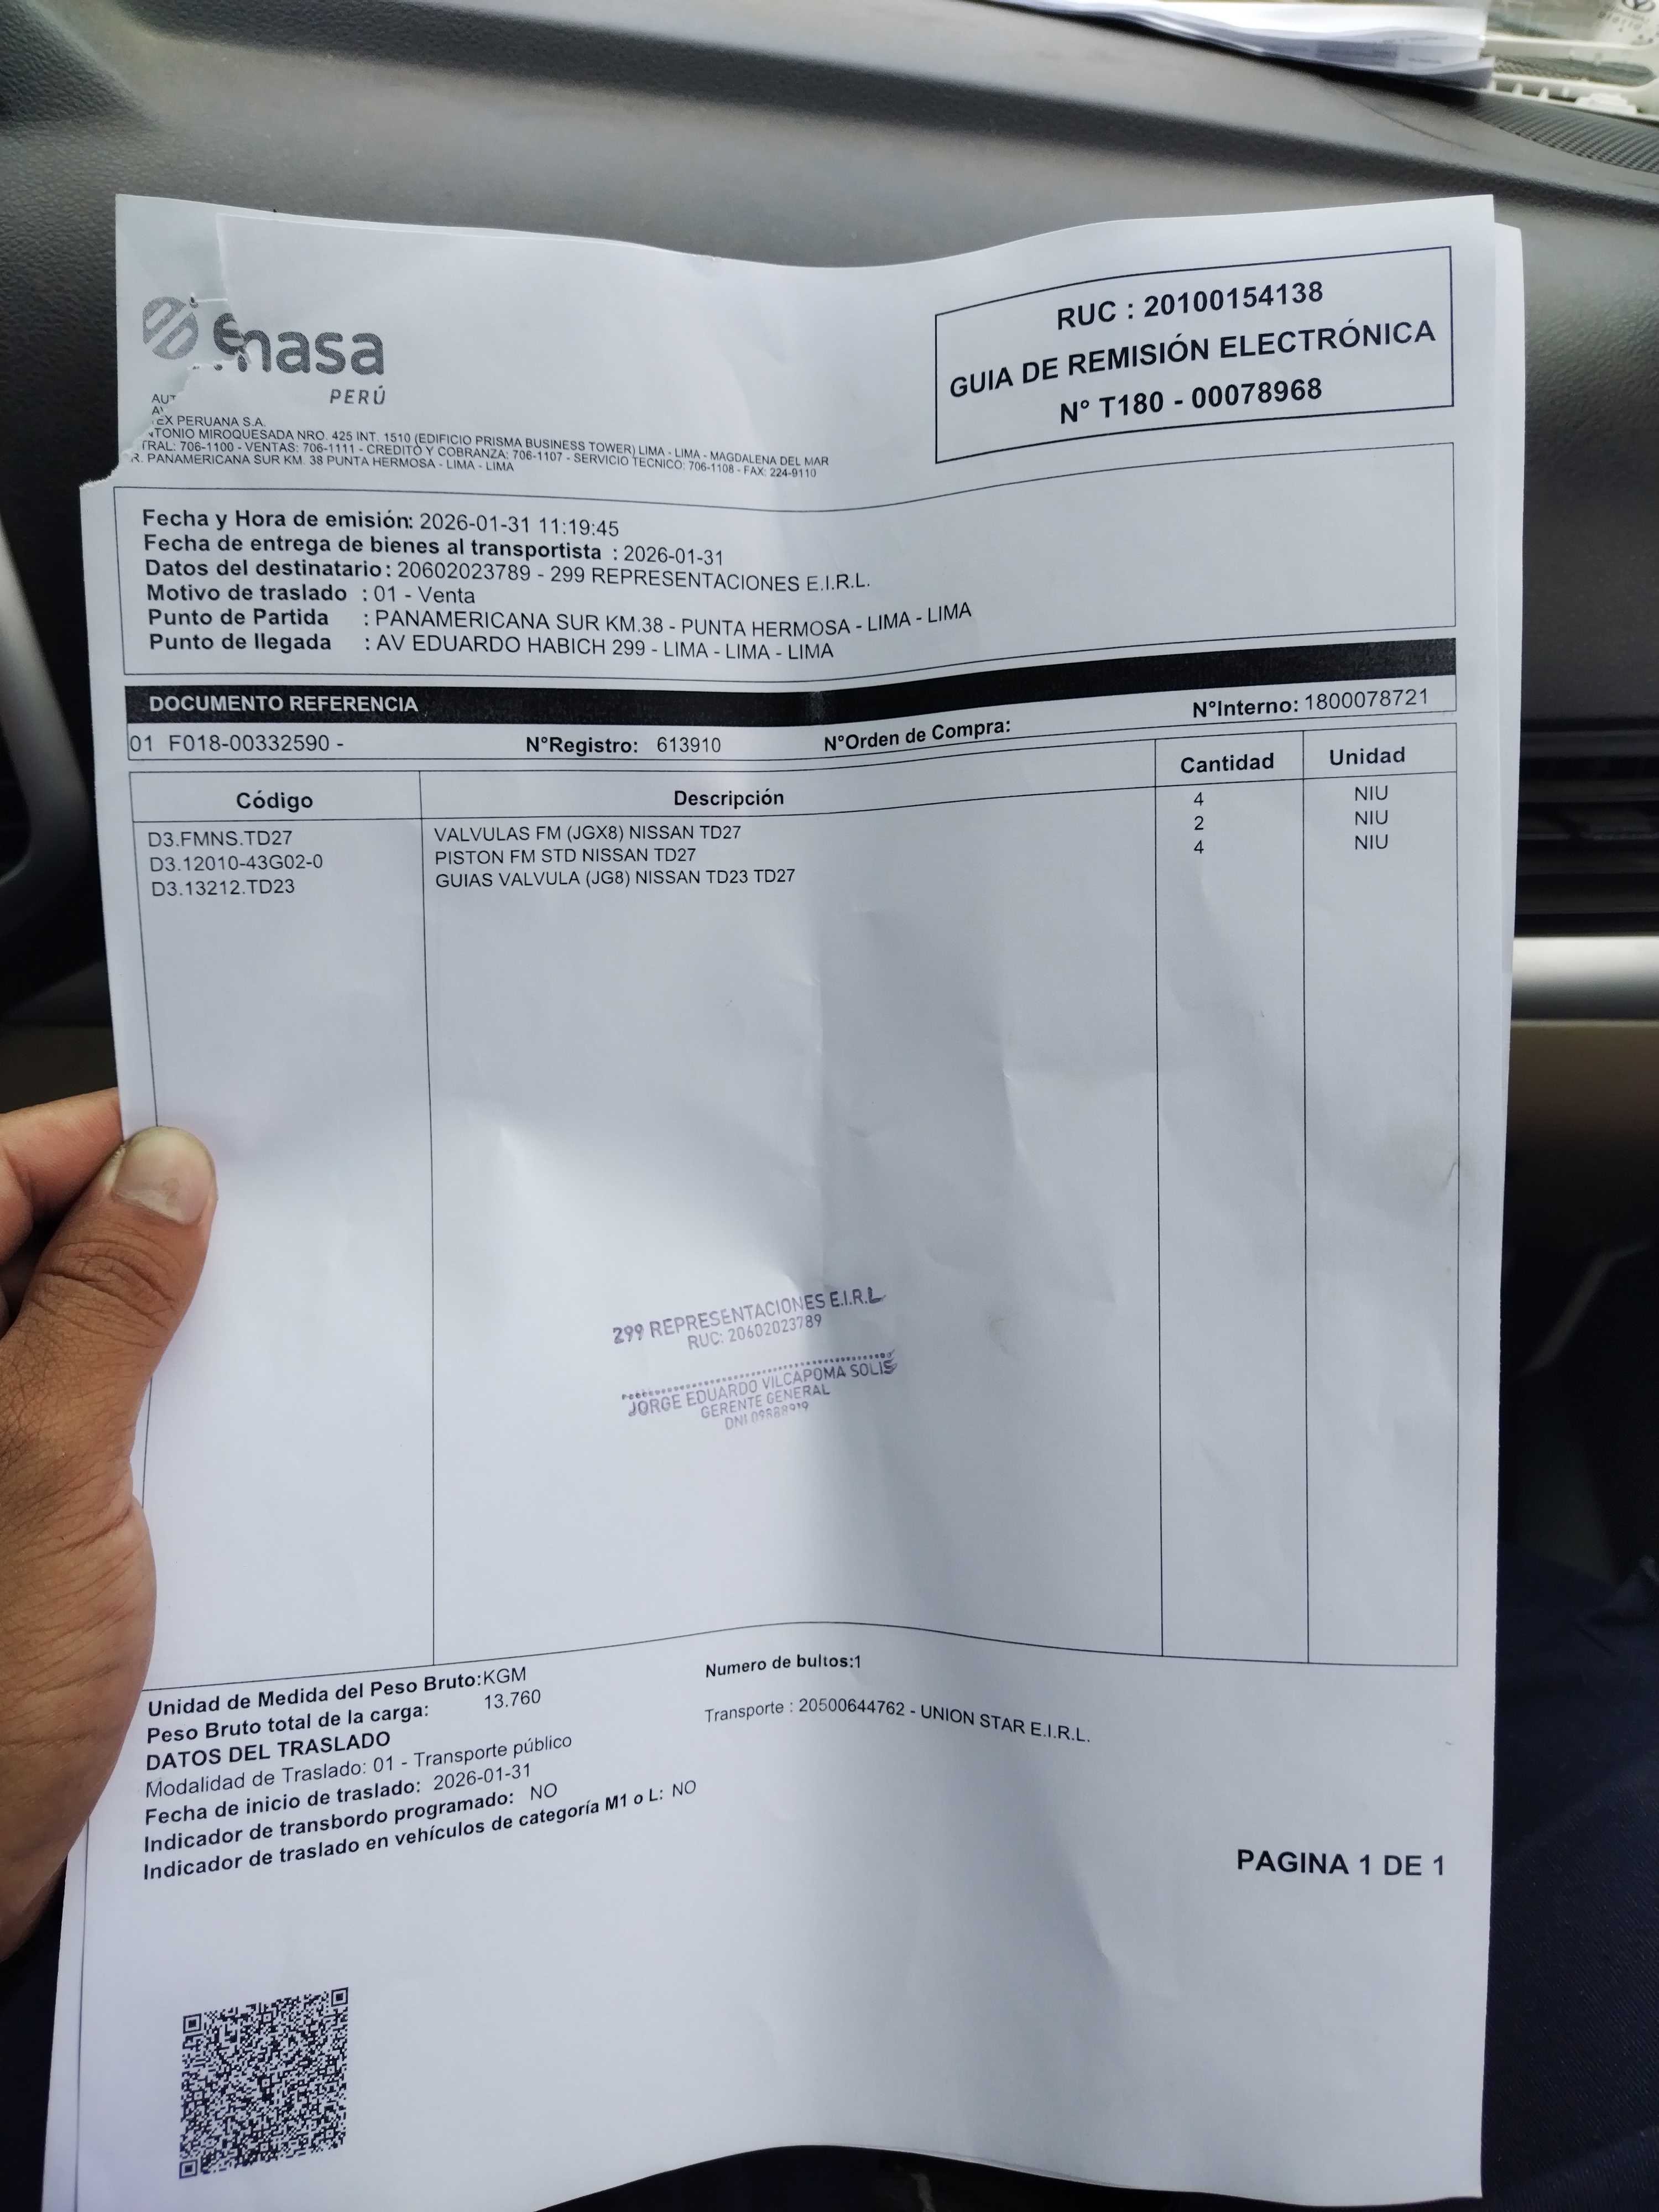 enasa
PERÚ
EX PERUANA S.A.
TONIO MIROQUESADA NRO. 425 INT. 1510 (EDIFICIO PRISMA BUSINESS TOWER) LIMA - LIMA - MAGDALENA DEL MAR
TRAL: 706-1100 - VENTAS: 706-1111 - CREDITO Y COBRANZA: 706-1107 - SERVICIO TECNICO: 706-1108 - FAX: 224-9110
R. PANAMERICANA SUR KM. 38 PUNTA HERMOSA - LIMA - LIMA
RUC : 20100154138
GUIA DE REMISIÓN ELECTRÓNICA
N° T180 - 00078968
Fecha y Hora de emisión: 2026-01-31 11:19:45
Fecha de entrega de bienes al transportista : 2026-01-31
Datos del destinatario : 20602023789 - 299 REPRESENTACIONES E.I.R.L.
Motivo de traslado : 01 - Venta
Punto de Partida : PANAMERICANA SUR KM.38 - PUNTA HERMOSA - LIMA - LIMA
Punto de llegada : AV EDUARDO HABICH 299 - LIMA - LIMA - LIMA
DOCUMENTO REFERENCIA
01 F018-00332590 - N°Registro: 613910 N°Orden de Compra: N°Interno: 1800078721
Código Descripción Cantidad Unidad
D3.FMNS.TD27 VALVULAS FM (JGX8) NISSAN TD27 4 NIU
D3.12010-43G02-0 PISTON FM STD NISSAN TD27 2 NIU
D3.13212.TD23 GUIAS VALVULA (JG8) NISSAN TD23 TD27 4 NIU
299 REPRESENTACIONES E.I.R.L
RUC: 20602023789
JORGE EDUARDO VILCAPOMA SOLIS
GERENTE GENERAL
DNI 09888919
Unidad de Medida del Peso Bruto: KGM
Peso Bruto total de la carga: 13.760
Numero de bultos:1
DATOS DEL TRASLADO
Transporte : 20500644762 - UNION STAR E.I.R.L.
Modalidad de Traslado: 01 - Transporte público
Fecha de inicio de traslado: 2026-01-31
Indicador de transbordo programado: NO
Indicador de traslado en vehículos de categoría M1 o L: NO
PAGINA 1 DE 1